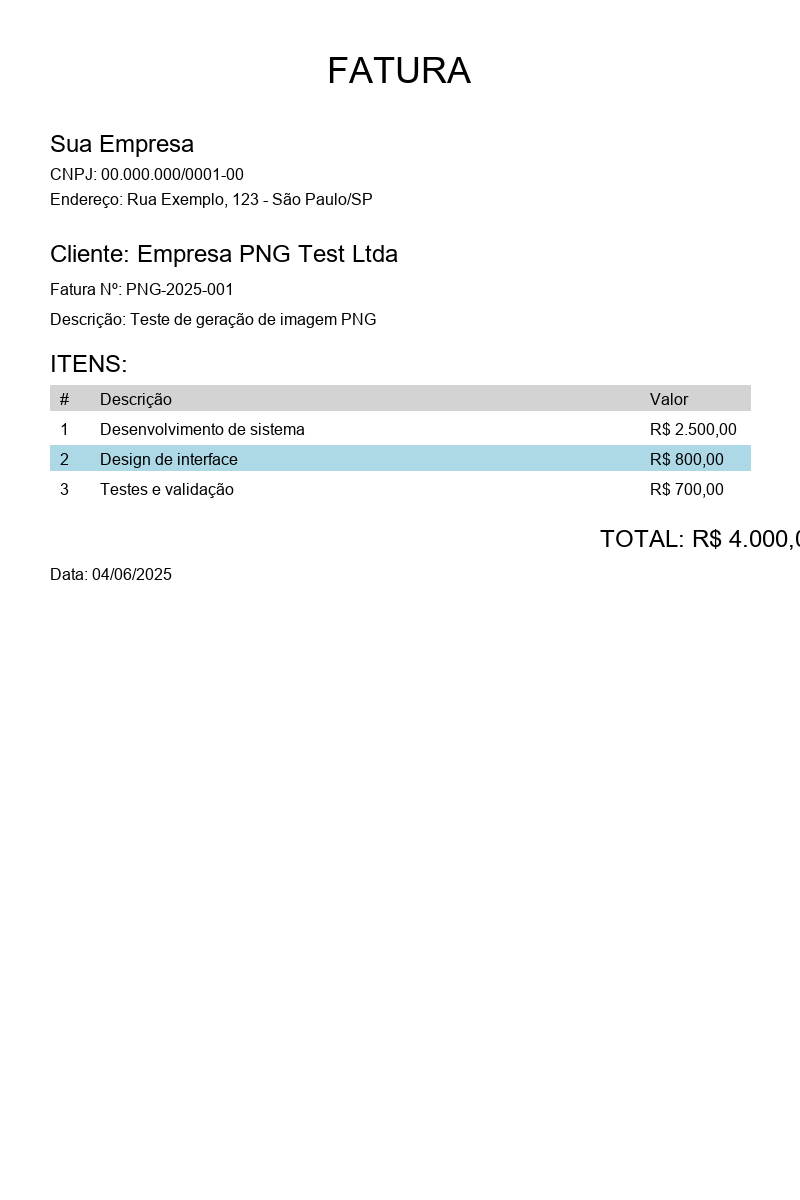 FATURA
Sua Empresa
CNPJ: 00.000.000/0001-00
Endereço: Rua Exemplo, 123 - São Paulo/SP
Cliente: Empresa PNG Test Ltda
Fatura Nº: PNG-2025-001
Descrição: Teste de geração de imagem PNG
ITENS:
# Descrição Valor
1 Desenvolvimento de sistema R$ 2.500,00
2 Design de interface R$ 800,00
3 Testes e validação R$ 700,00
TOTAL: R$ 4.000,0
Data: 04/06/2025